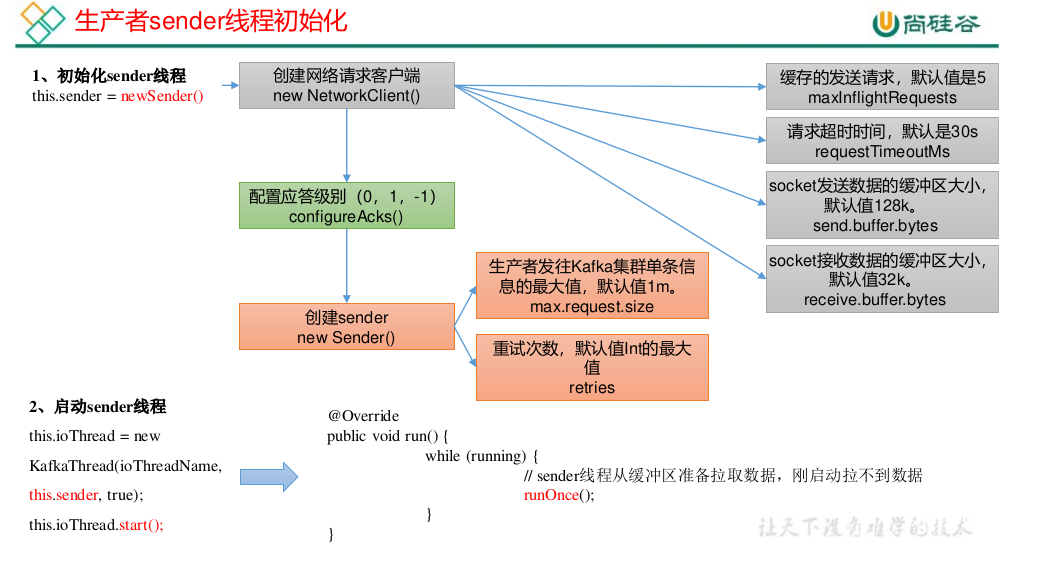 生产者sender线程初始化
尚硅谷
1、初始化sender线程
this.sender = newSender()
创建网络请求客户端
new NetworkClient()
缓存的发送请求，默认值是5
maxInflightRequests
请求超时时间，默认是30s
requestTimeoutMs
socket发送数据的缓冲区大小，
默认值128k。
send.buffer.bytes
socket接收数据的缓冲区大小，
默认值32k。
receive.buffer.bytes
配置应答级别（0，1，-1）
configureAcks()
生产者发往Kafka集群单条信
息的最大值，默认值1m。
max.request.size
创建sender
new Sender()
重试次数，默认值Int的最大
值
retries
2、启动sender线程
this.ioThread = new
KafkaThread(ioThreadName,
this.sender, true);
this.ioThread.start();
@Override
public void run() {
while (running) {
// sender线程从缓冲区准备拉取数据，刚启动拉不到数据
runOnce();
}
}
让天下没有难学的技术